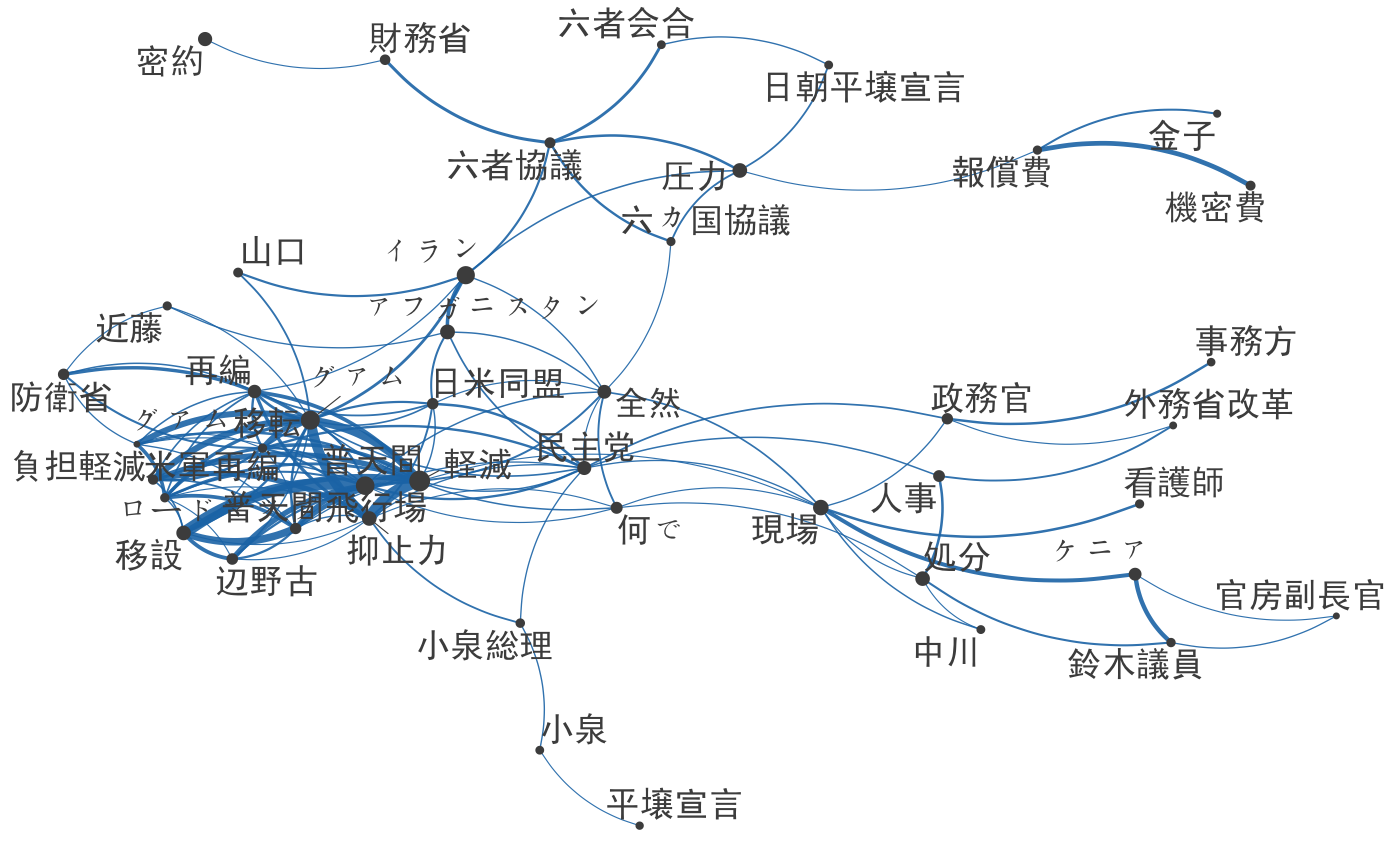 六者会合
財務省
密約
日朝平壌宣言
金子
六者協議
圧力
報償費
機密費
六カ国協議
山口
イラン
アフガニスタン
近藤
事務方
再編
グアム
日米同盟
防衛省
全然
政務官
外務省改革
グアム
移転
民主党
負担軽減
米軍再編
普天間
軽減
看護師
人事
ロード
普天間飛行場
何で
現場
移設
抑止力
処分
ケニア
辺野古
官房副長官
小泉総理
中川
鈴木議員
小泉
平壌宣言